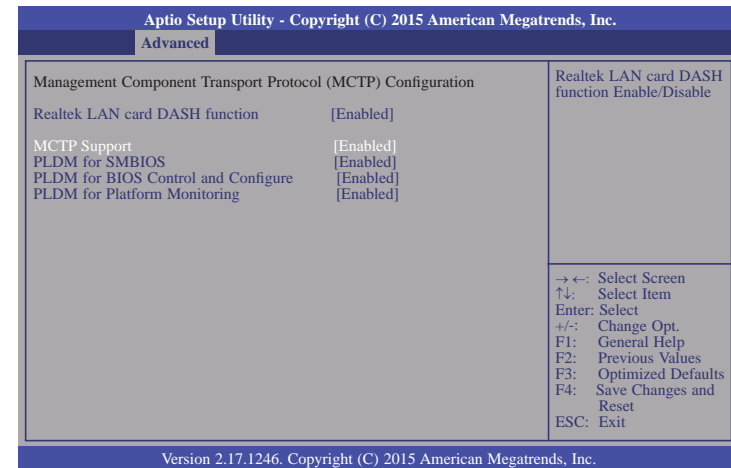 Aptio Setup Utility - Copyright (C) 2015 American Megatrends, Inc.
Advanced
Management Component Transport Protocol (MCTP) Configuration
Realtek LAN card DASH function [Enabled]
MCTP Support [Enabled]
PLDM for SMBIOS [Enabled]
PLDM for BIOS Control and Configure [Enabled]
PLDM for Platform Monitoring [Enabled]
Realtek LAN card DASH
function Enable/Disable
→←: Select Screen
↑↓: Select Item
Enter: Select
+/-: Change Opt.
F1: General Help
F2: Previous Values
F3: Optimized Defaults
F4: Save Changes and
Reset
ESC: Exit
Version 2.17.1246. Copyright (C) 2015 American Megatrends, Inc.